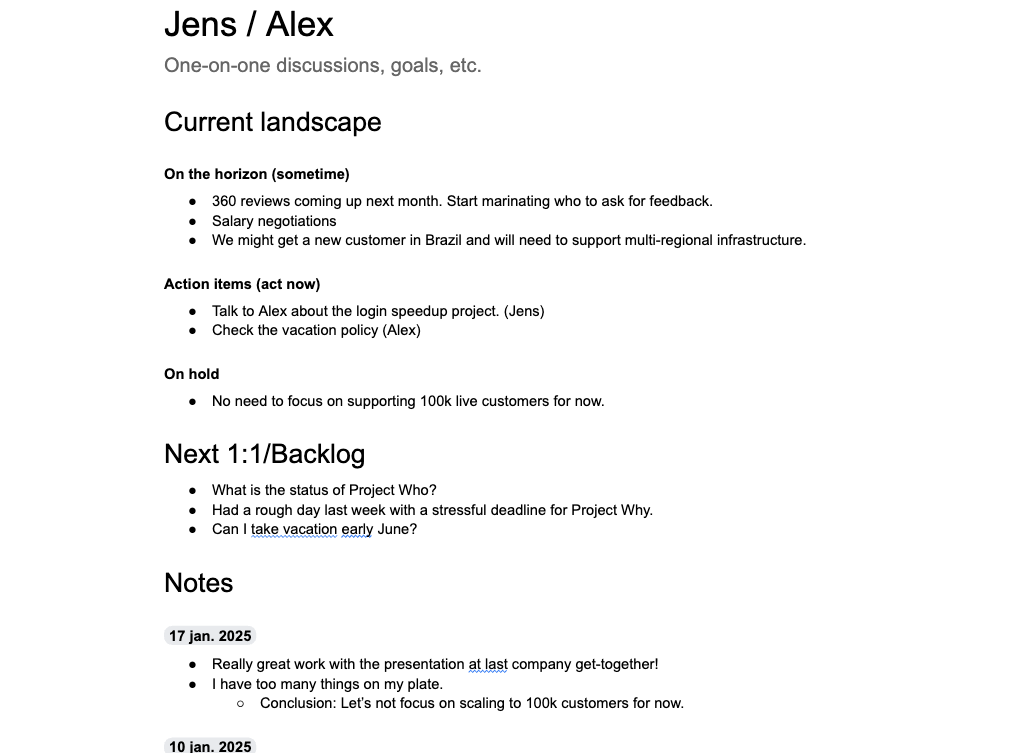 Jens / Alex
One-on-one discussions, goals, etc.
Current landscape
On the horizon (sometime)
● 360 reviews coming up next month. Start marinating who to ask for feedback.
● Salary negotiations
● We might get a new customer in Brazil and will need to support multi-regional infrastructure.
Action items (act now)
● Talk to Alex about the login speedup project. (Jens)
● Check the vacation policy (Alex)
On hold
● No need to focus on supporting 100k live customers for now.
Next 1:1/Backlog
● What is the status of Project Who?
● Had a rough day last week with a stressful deadline for Project Why.
● Can I take vacation early June?
Notes
17 jan. 2025
● Really great work with the presentation at last company get-together!
● I have too many things on my plate.
○ Conclusion: Let’s not focus on scaling to 100k customers for now.
10 jan. 2025